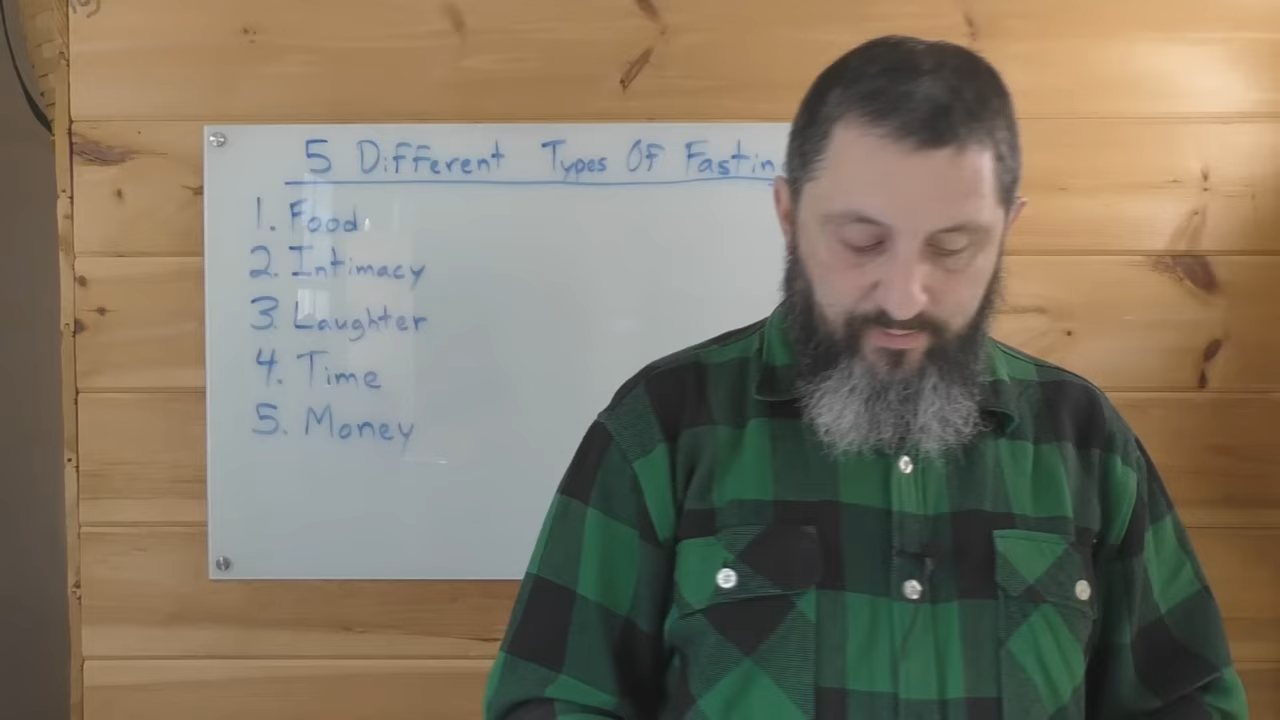 5 Different Types Of Fastin
1. Food
2. Intimacy
3. Laughter
4. Time
5. Money